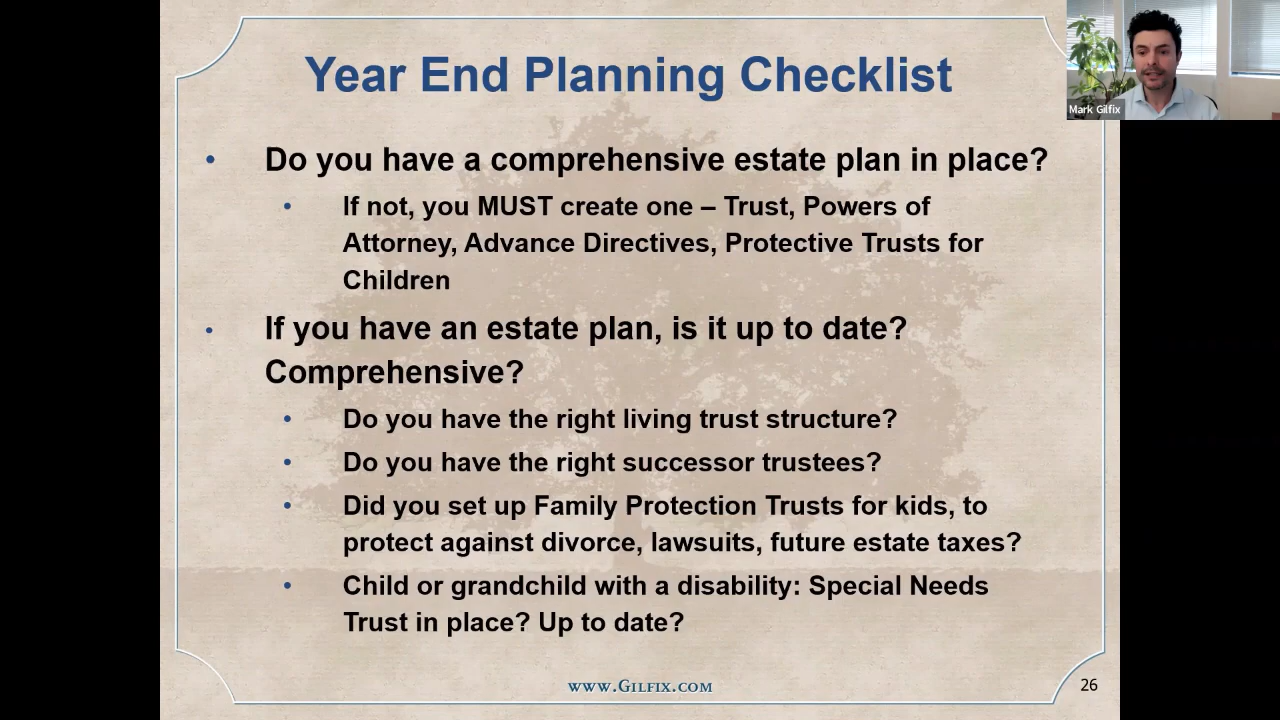 Year End Planning Checklist
Mark Gilfix
• Do you have a comprehensive estate plan in place?
• If not, you MUST create one – Trust, Powers of
Attorney, Advance Directives, Protective Trusts for
Children
• If you have an estate plan, is it up to date?
Comprehensive?
• Do you have the right living trust structure?
• Do you have the right successor trustees?
• Did you set up Family Protection Trusts for kids, to
protect against divorce, lawsuits, future estate taxes?
• Child or grandchild with a disability: Special Needs
Trust in place? Up to date?
www.Gilfix.com
26